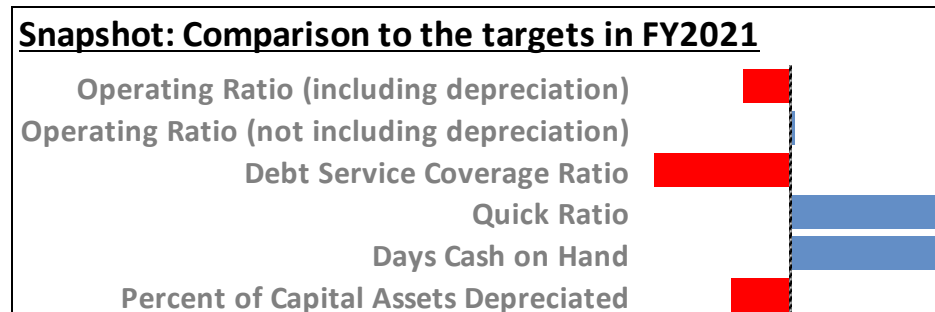 Snapshot: Comparison to the targets in FY2021
Operating Ratio (including depreciation)
Operating Ratio (not including depreciation)
Debt Service Coverage Ratio
Quick Ratio
Days Cash on Hand
Percent of Capital Assets Depreciated